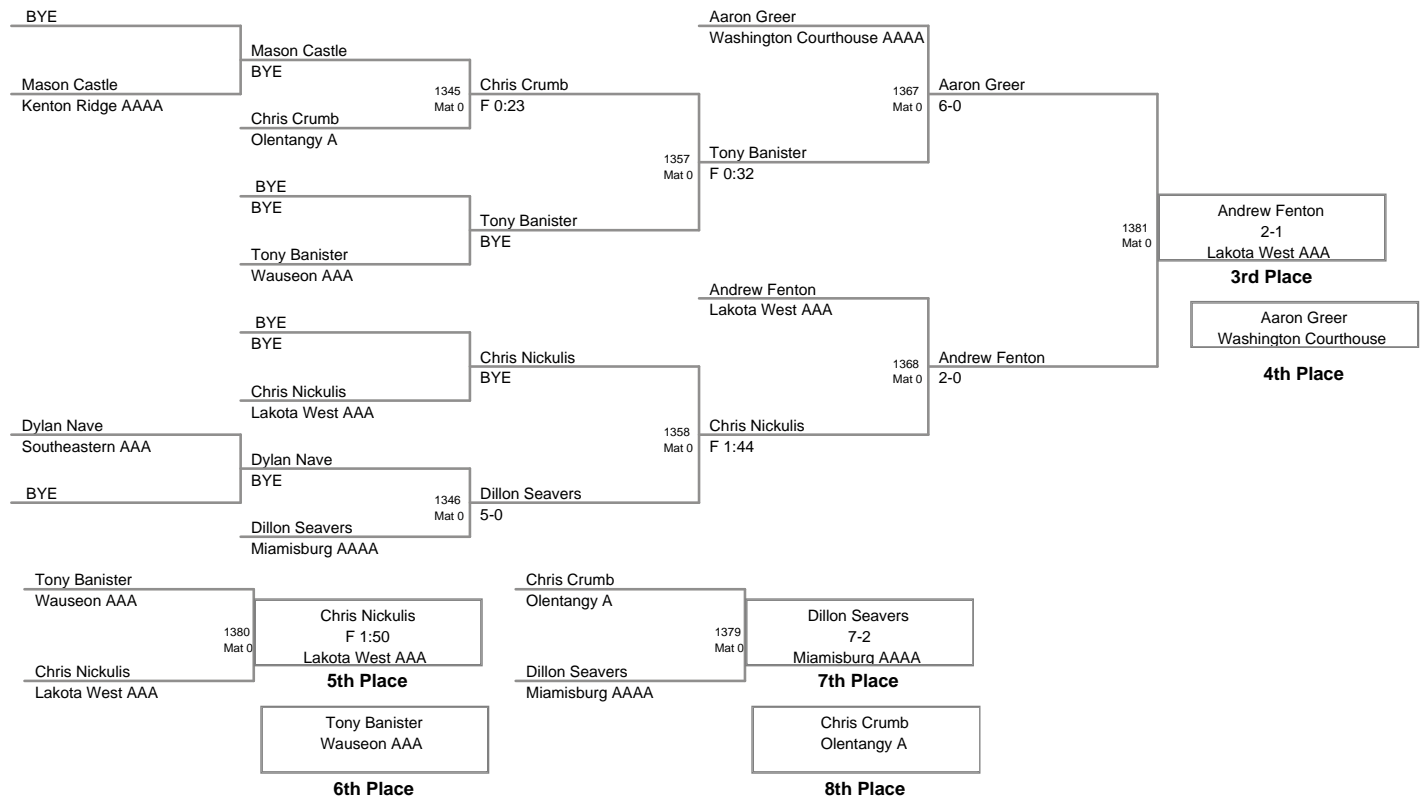 BYE
Mason Castle
Kenton Ridge AAAA
Mason Castle
BYE
1345
Mat 0
Chris Crumb
Olentangy A
Chris Crumb
F 0:23
BYE
BYE
Tony Banister
Wauseon AAA
Tony Banister
BYE
1357
Mat 0
Tony Banister
F 0:32
Aaron Greer
Washington Courthouse AAAA
1367
Mat 0
Aaron Greer
6-0
BYE
BYE
Chris Nickulis
Lakota West AAA
Chris Nickulis
BYE
Dylan Nave
Southeastern AAA
BYE
Dylan Nave
BYE
1346
Mat 0
Dillon Seavers
Miamisburg AAAA
Dillon Seavers
5-0
1358
Mat 0
Chris Nickulis
F 1:44
Andrew Fenton
Lakota West AAA
1368
Mat 0
Andrew Fenton
2-0
1381
Mat 0
Andrew Fenton
2-1
Lakota West AAA
3rd Place
Aaron Greer
Washington Courthouse
4th Place
Tony Banister
Wauseon AAA
1380
Mat 0
Chris Nickulis
Lakota West AAA
Chris Nickulis
F 1:50
Lakota West AAA
5th Place
Tony Banister
Wauseon AAA
6th Place
Chris Crumb
Olentangy A
1379
Mat 0
Dillon Seavers
Miamisburg AAAA
Dillon Seavers
7-2
Miamisburg AAAA
7th Place
Chris Crumb
Olentangy A
8th Place